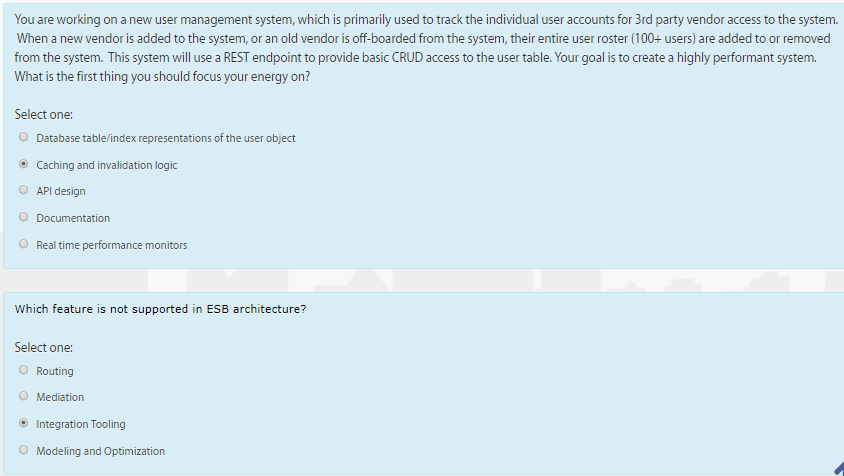 You are working on a new user management system, which is primarily used to track the individual user accounts for 3rd party vendor access to the system.
When a new vendor is added to the system, or an old vendor is off-boarded from the system, their entire user roster (100+ users) are added to or removed
from the system. This system will use a REST endpoint to provide basic CRUD access to the user table. Your goal is to create a highly performant system.
What is the first thing you should focus your energy on?
Select one:
Database table/index representations of the user object
Caching and invalidation logic
API design
Documentation
Real time performance monitors
Which feature is not supported in ESB architecture?
Select one:
Routing
Mediation
Integration Tooling
Modeling and Optimization